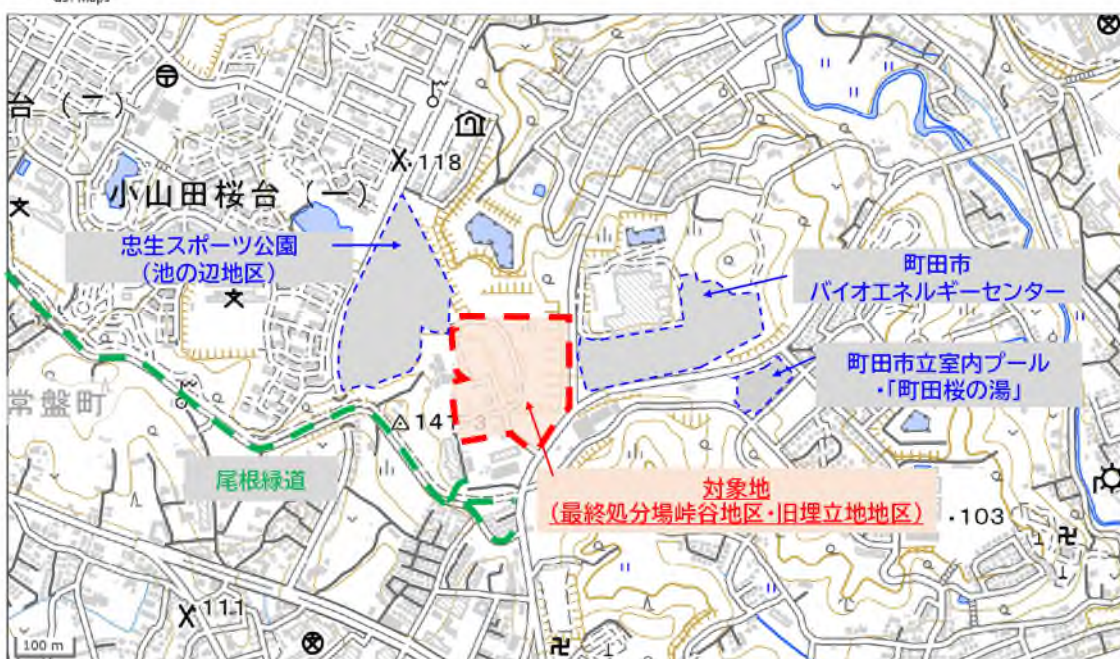 台（二）
118
小山田桜台（一）
忠生スポーツ公園
（池の辺地区）
町田市
バイオエネルギーセンター
町田市立室内プール
・「町田桜の湯」
常盤町
尾根緑道
対象地
（最終処分場峠谷地区・旧埋立地地区）
103
111
100 m